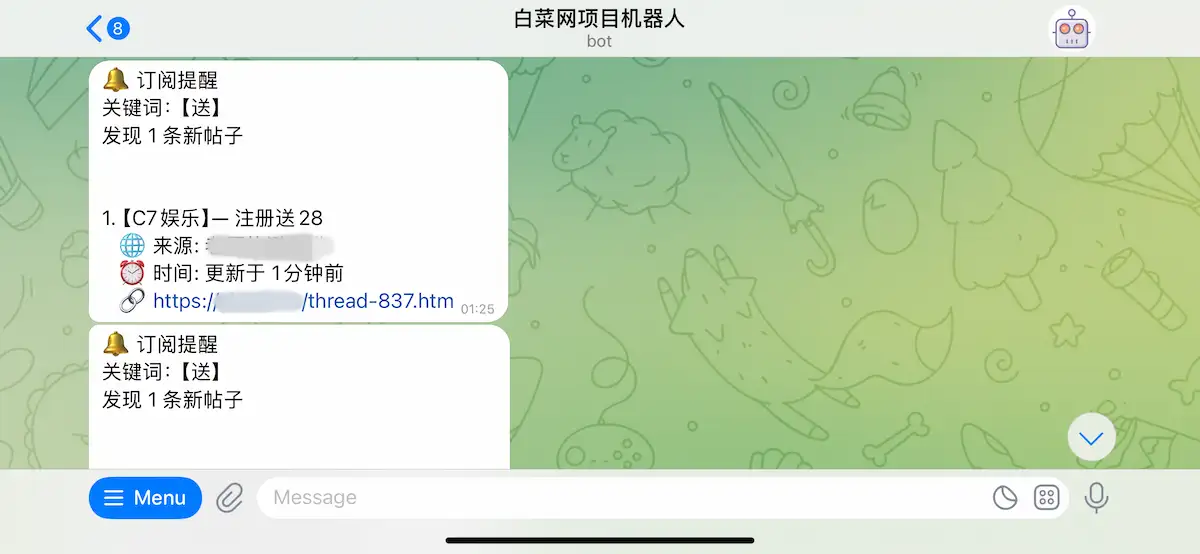 8
白菜网项目机器人
bot
订阅提醒
关键词:【送】
发现 1 条新帖子
1.【C7娱乐】— 注册送 28
来源:
时间: 更新于 1分钟前
https://
/thread-837.htm
01:25
订阅提醒
关键词:【送】
发现 1 条新帖子
Menu
Message